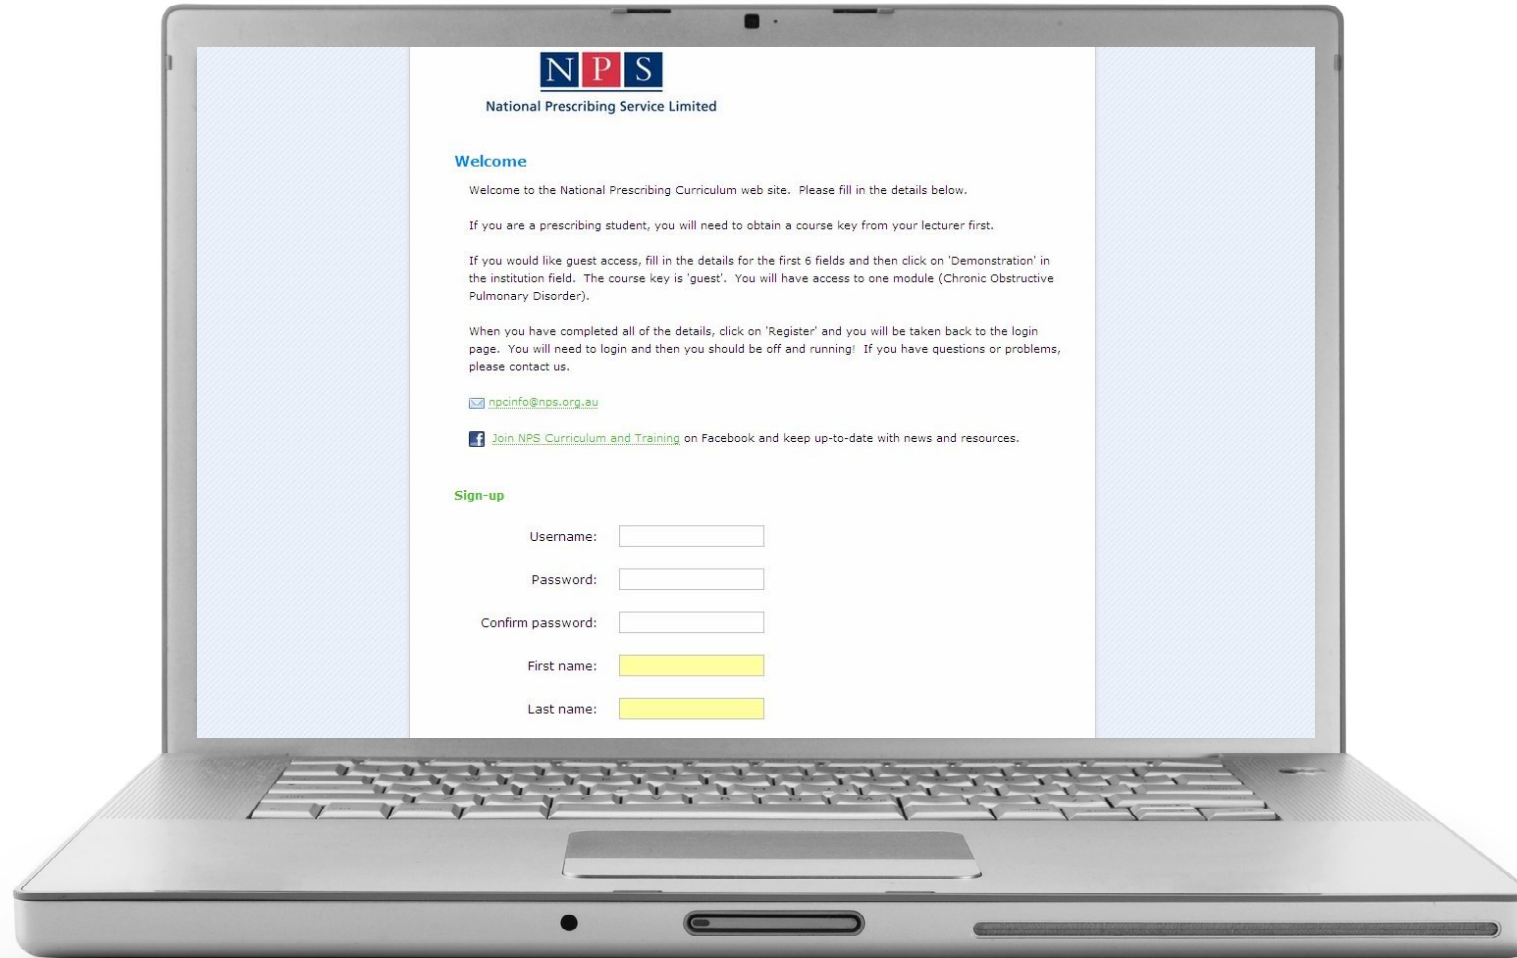 NPS
National Prescribing Service Limited
Welcome
Welcome to the National Prescribing Curriculum web site. Please fill in the details below.
If you are a prescribing student, you will need to obtain a course key from your lecturer first.
If you would like guest access, fill in the details for the first 6 fields and then click on 'Demonstration' in
the institution field. The course key is 'guest'. You will have access to one module (Chronic Obstructive
Pulmonary Disorder).
When you have completed all of the details, click on 'Register' and you will be taken back to the login
page. You will need to login and then you should be off and running! If you have questions or problems,
please contact us.
npcinfo@nps.org.au
f Join NPS Curriculum and Training on Facebook and keep up-to-date with news and resources.
Sign-up
Username:
Password:
Confirm password:
First name:
Last name: